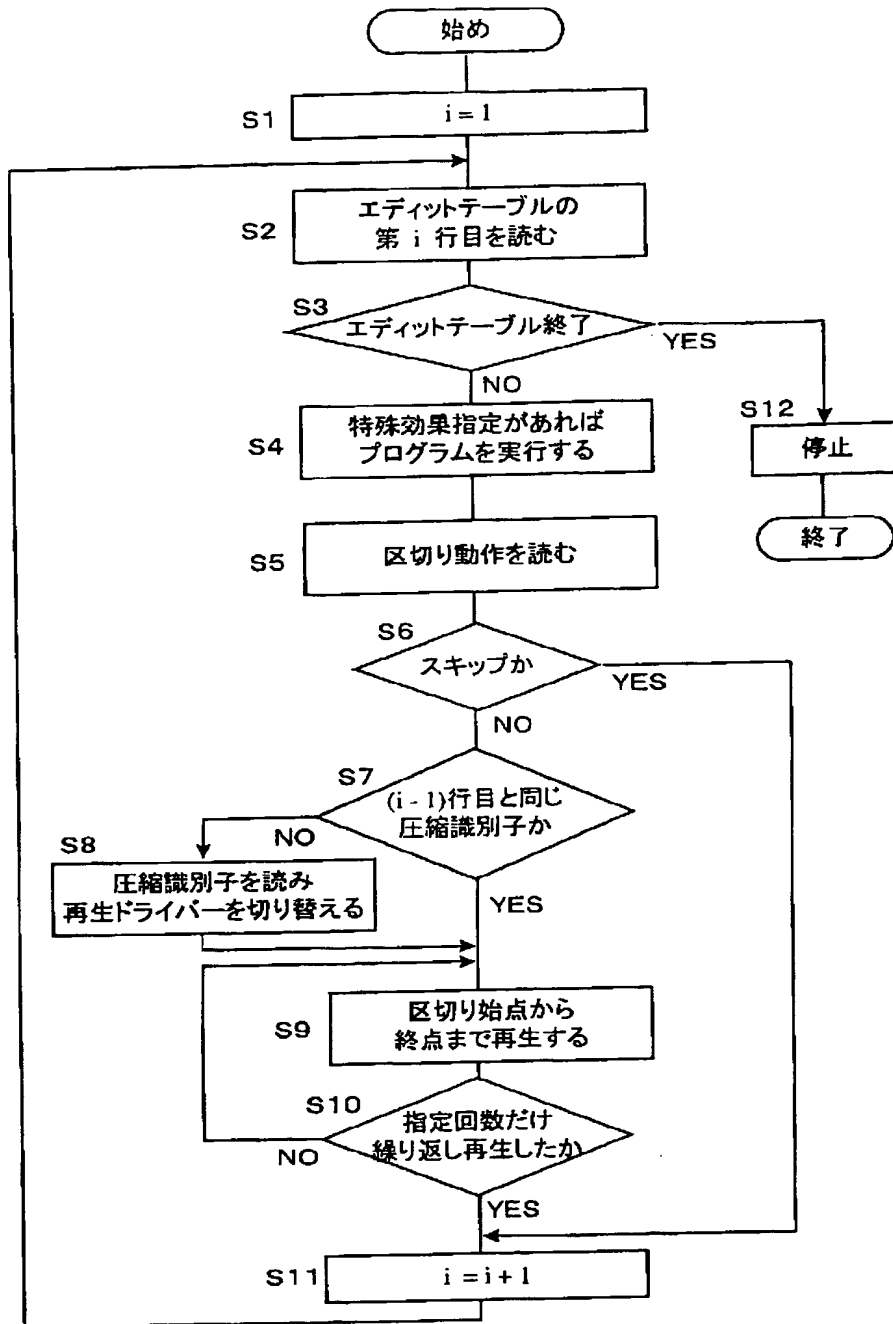 始め
S1
i = 1
S2
エディットテーブルの
第 i 行目を読む
S3
エディットテーブル終了
YES
NO
S4
特殊効果指定があれば
プログラムを実行する
S12
停止
終了
S5
区切り動作を読む
S6
スキップか
YES
NO
S7
(i - 1)行目と同じ
圧縮識別子か
NO
S8
圧縮識別子を読み
再生ドライバーを切り替える
YES
S9
区切り始点から
終点まで再生する
S10
指定回数だけ
繰り返し再生したか
NO
YES
S11
i = i + 1